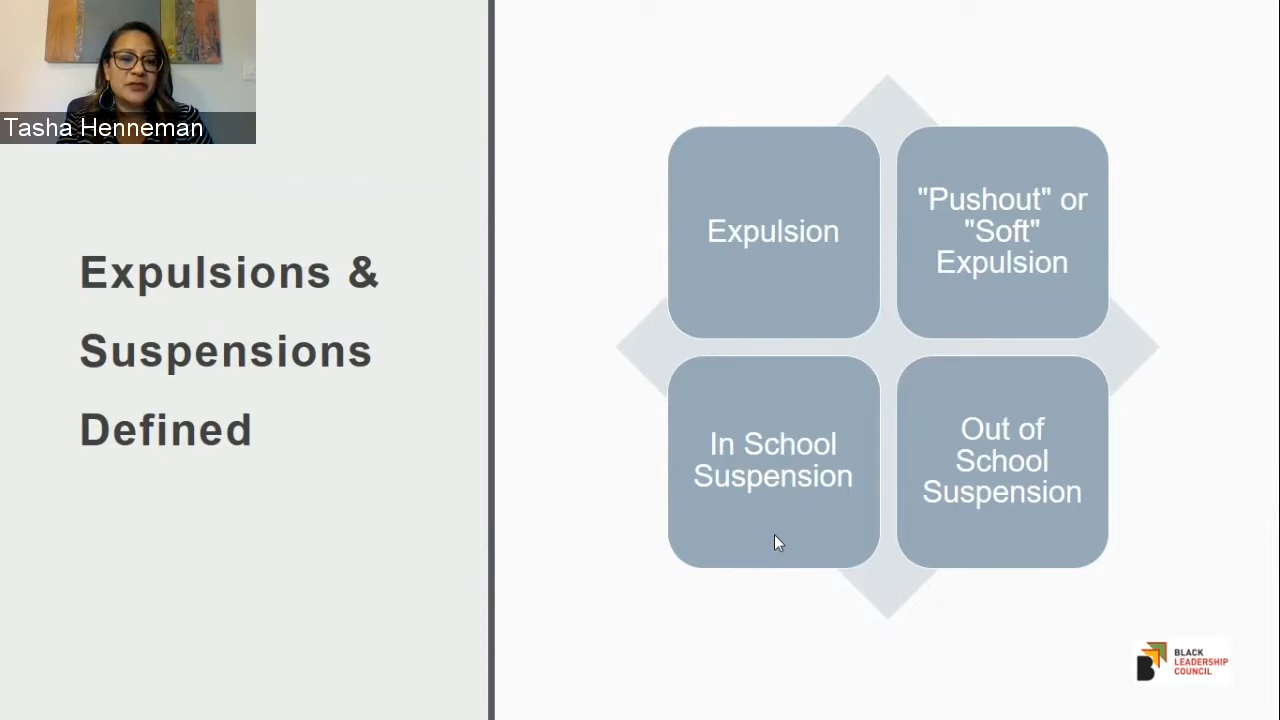 Tasha Henneman
Expulsions &
Suspensions
Defined
Expulsion
"Pushout" or
"Soft"
Expulsion
In School
Suspension
Out of
School
Suspension
BLACK
LEADERSHIP
COUNCIL